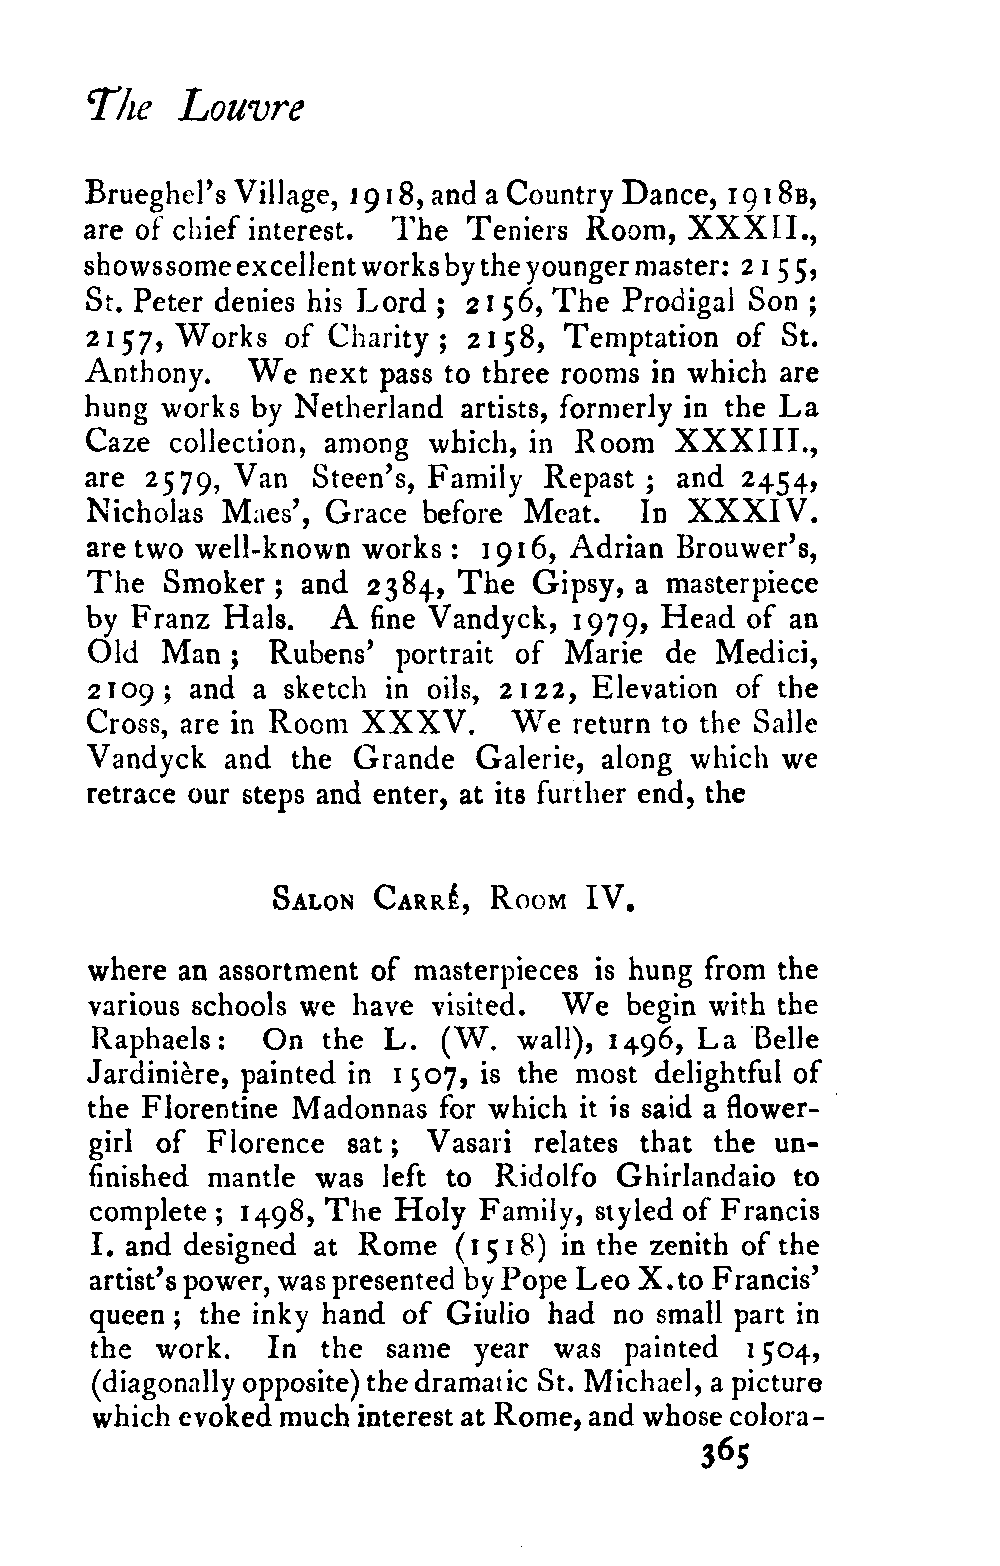 The Louvre
Brueghel's Village, 1918, and a Country Dance, 1918B,
are of chief interest. The Teniers Room, XXXII.,
shows some excellent works by the younger master: 2155,
St. Peter denies his Lord ; 2156, The Prodigal Son ;
2157, Works of Charity ; 2158, Temptation of St.
Anthony. We next pass to three rooms in which are
hung works by Netherland artists, formerly in the La
Caze collection, among which, in Room XXXIII.,
are 2579, Van Steen's, Family Repast ; and 2454,
Nicholas Maes', Grace before Meat. In XXXIV.
are two well-known works : 1916, Adrian Brouwer's,
The Smoker ; and 2384, The Gipsy, a masterpiece
by Franz Hals. A fine Vandyck, 1979, Head of an
Old Man ; Rubens' portrait of Marie de Medici,
2109 ; and a sketch in oils, 2122, Elevation of the
Cross, are in Room XXXV. We return to the Salle
Vandyck and the Grande Galerie, along which we
retrace our steps and enter, at its further end, the
SALON CARRÉ, ROOM IV.
where an assortment of masterpieces is hung from the
various schools we have visited. We begin with the
Raphaels : On the L. (W. wall), 1496, La Belle
Jardinière, painted in 1507, is the most delightful of
the Florentine Madonnas for which it is said a flower-
girl of Florence sat ; Vasari relates that the un-
finished mantle was left to Ridolfo Ghirlandaio to
complete ; 1498, The Holy Family, styled of Francis
I. and designed at Rome (1518) in the zenith of the
artist's power, was presented by Pope Leo X. to Francis'
queen ; the inky hand of Giulio had no small part in
the work. In the same year was painted 1504,
(diagonally opposite) the dramatic St. Michael, a picture
which evoked much interest at Rome, and whose colora-
365